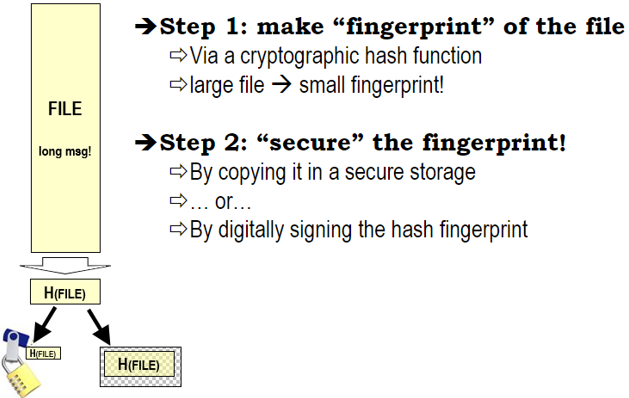 ➔Step 1: make “fingerprint” of the file
⇨Via a cryptographic hash function
⇨large file → small fingerprint!
➔Step 2: “secure” the fingerprint!
⇨By copying it in a secure storage
⇨… or…
⇨By digitally signing the hash fingerprint
FILE
long msg!
H(FILE)
H(FILE)
H(FILE)